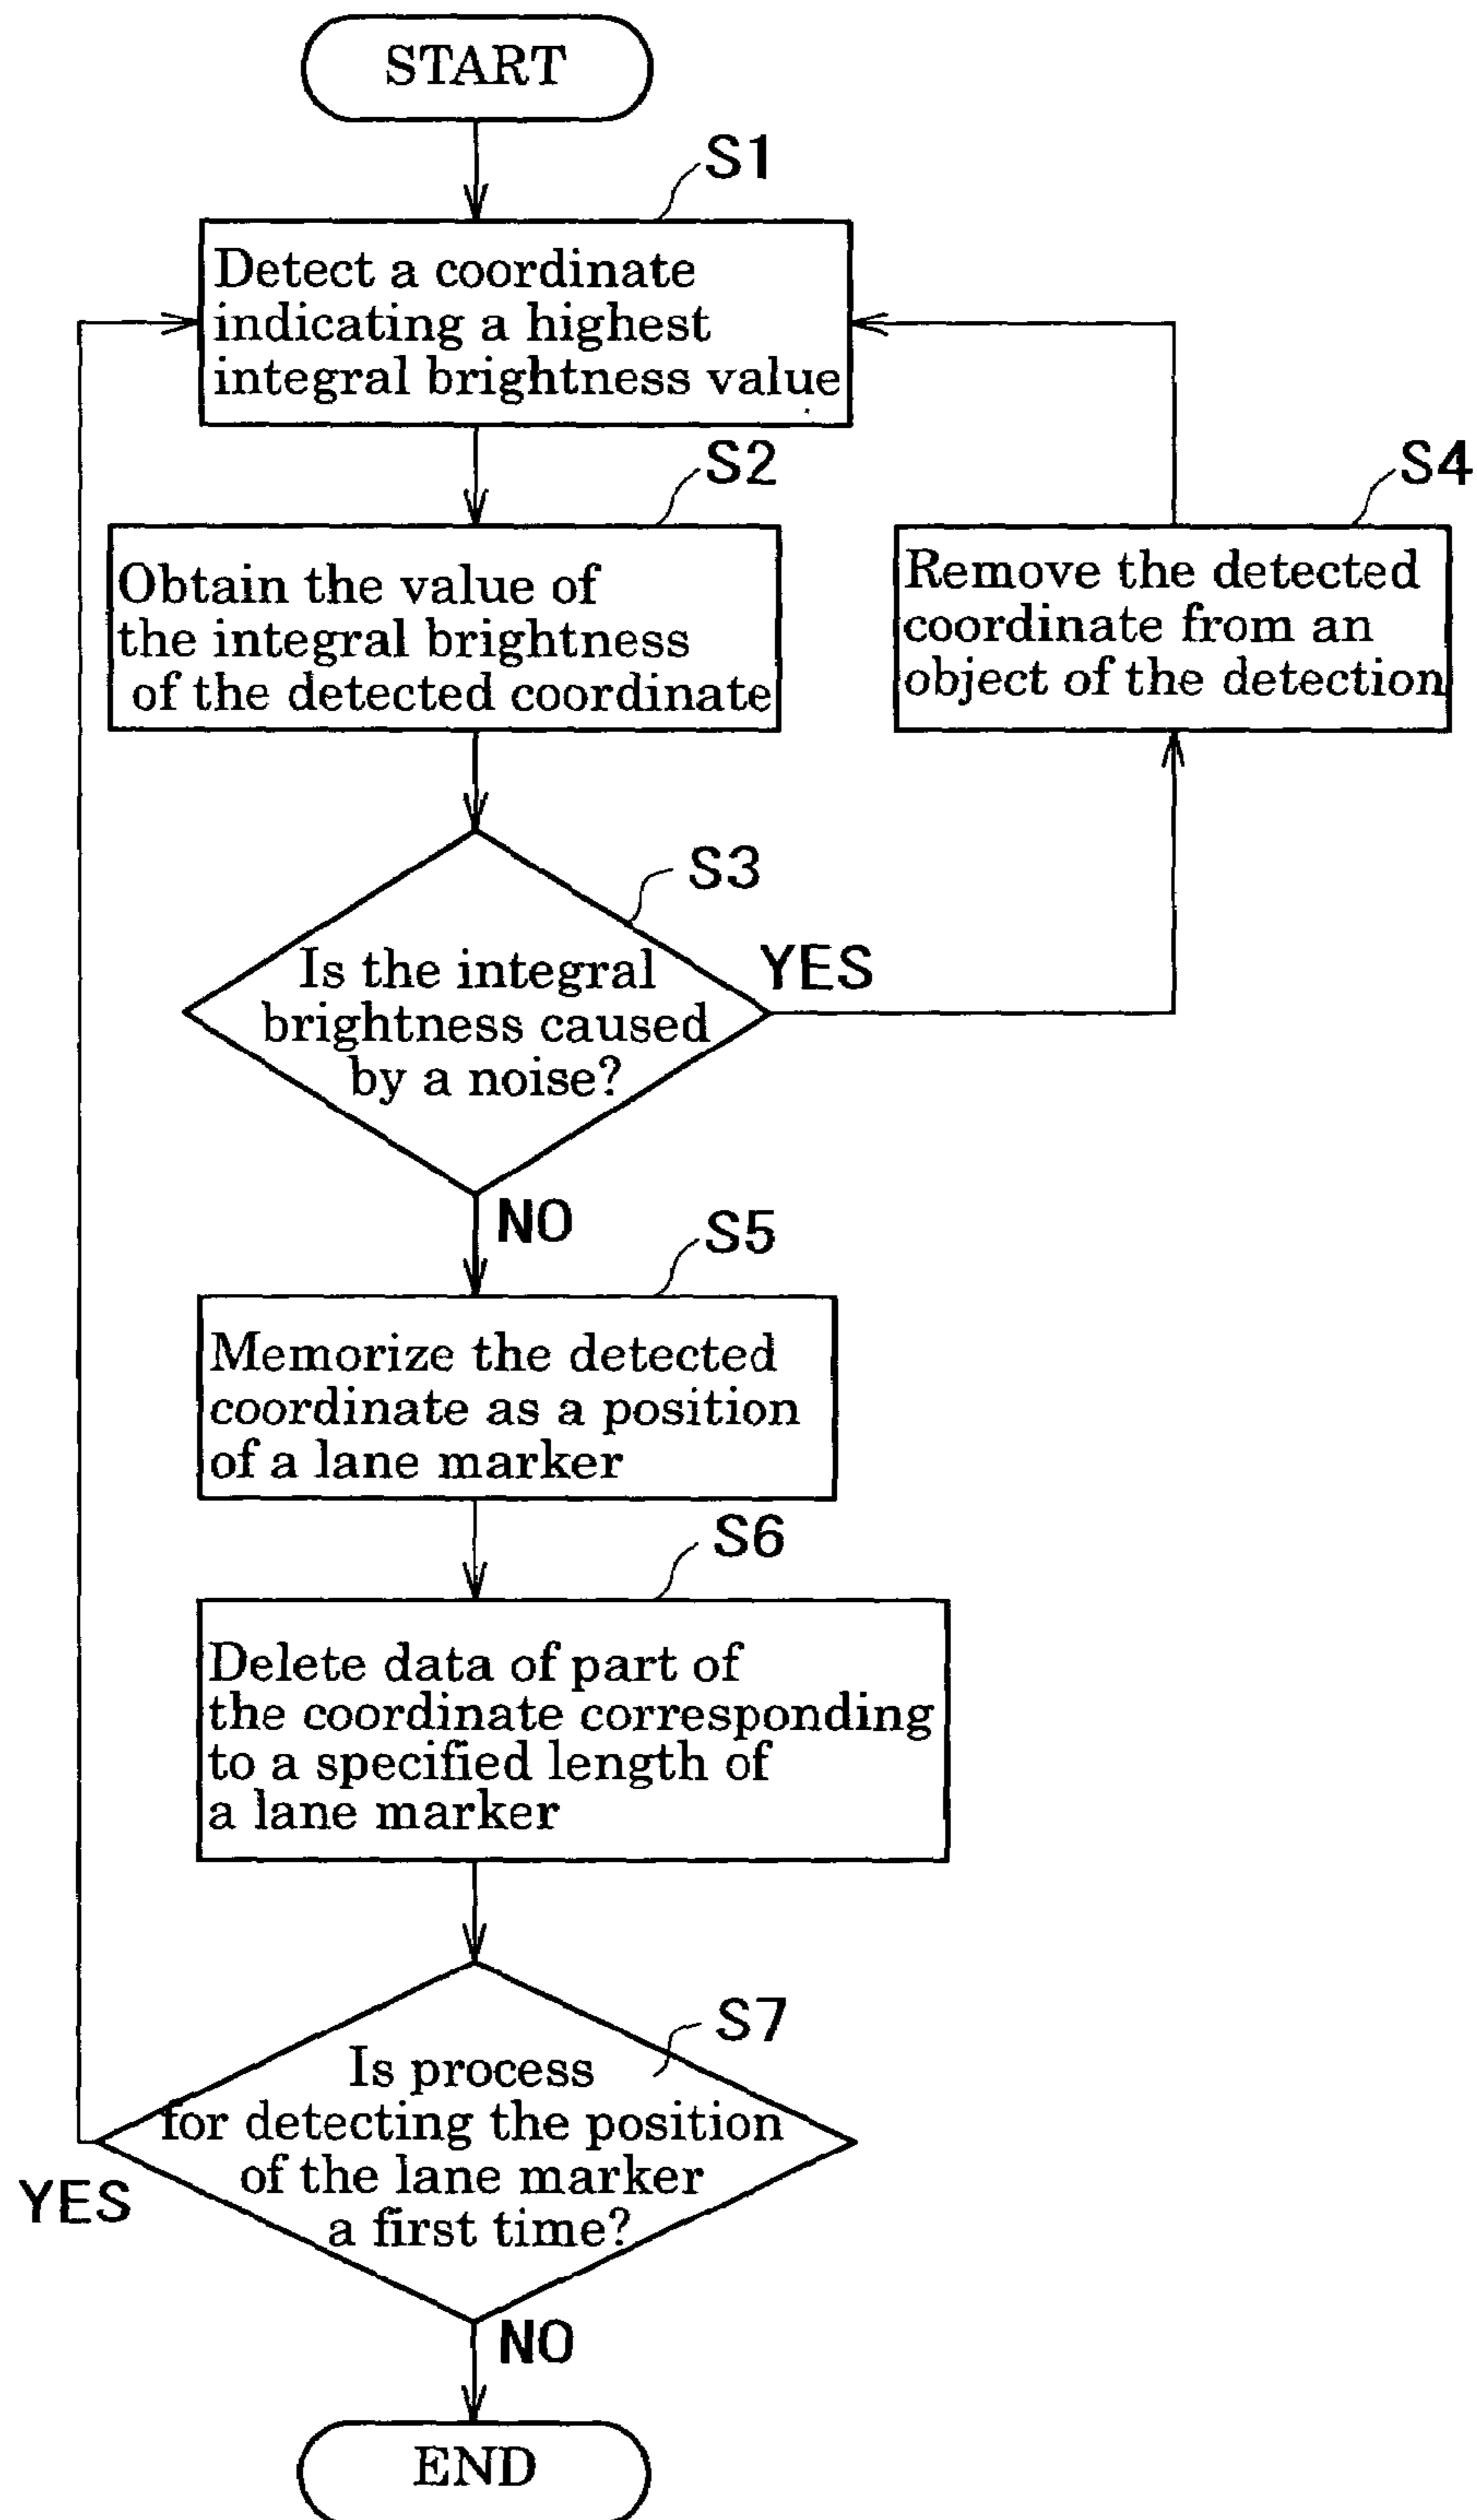 START
S1
Detect a coordinate
indicating a highest
integral brightness value
S2
Obtain the value of
the integral brightness
of the detected coordinate
S4
Remove the detected
coordinate from an
object of the detection
S3
Is the integral
brightness caused
by a noise?
YES
NO
S5
Memorize the detected
coordinate as a position
of a lane marker
S6
Delete data of part of
the coordinate corresponding
to a specified length of
a lane marker
S7
Is process
for detecting the position
of the lane marker
a first time?
YES
NO
END